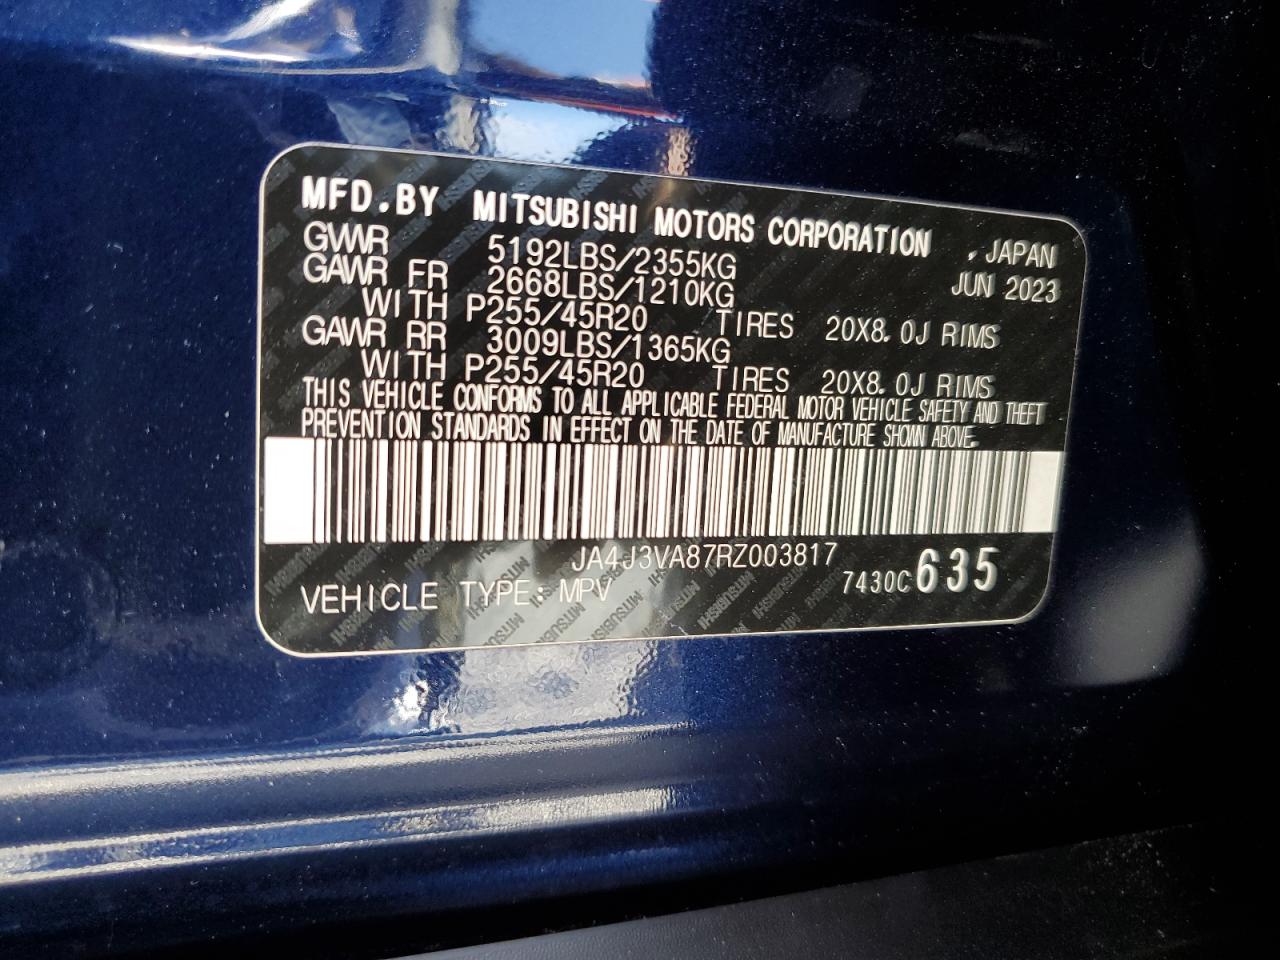 MFD.BY MITSUBISHI MOTORS CORPORATION , JAPAN
GVWR 5192LBS/2355KG JUN 2023
GAWR FR 2668LBS/1210KG
WITH P255/45R20 TIRES 20X8.0J RIMS
GAWR RR 3009LBS/1365KG
WITH P255/45R20 TIRES 20X8.0J RIMS
THIS VEHICLE CONFORMS TO ALL APPLICABLE FEDERAL MOTOR VEHICLE SAFETY AND THEFT
PREVENTION STANDARDS IN EFFECT ON THE DATE OF MANUFACTURE SHOWN ABOVE.
JA4J3VA87RZ003817
VEHICLE TYPE: MPV 7430C 635